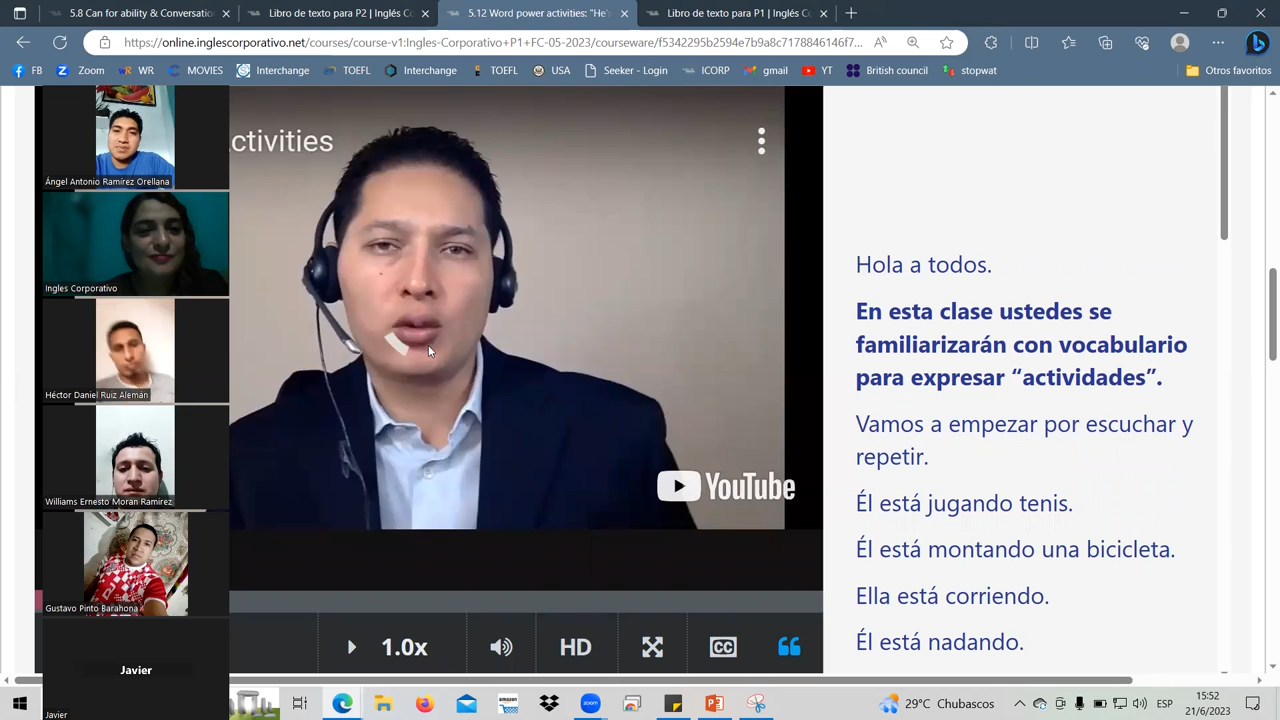 5.8 For ability & Conversation
Libro de texto para P2 | Inglés Co
5.12 Word power activities: "He's
Libro de texto para P1 | Inglés Co
https://online.inglescorporativo.net/courses/course-v1:Ingles-Corporativo+P1+FC-05-2023/courseware/f5342295b2594e7b9a8c7178846146f7...
FB
Zoom
WR
MOVIES
Interchange
TOEFL
Interchange
TOEFL
USA
Seeker - Login
ICORP
gmail
YT
British council
stopwat
Otros favoritos
ctivities
YouTube
Ángel Antonio Ramírez Orellana
Ingles Corporativo
Héctor Daniel Ruiz Alemán
Williams Ernesto Moran Ramirez
Gustavo Pinto Barahona
Javier
Javier
Hola a todos.
En esta clase ustedes se
familiarizarán con vocabulario
para expresar “actividades”.
Vamos a empezar por escuchar y
repetir.
Él está jugando tenis.
Él está montando una bicicleta.
Ella está corriendo.
Él está nadando.
1.0x
HD
CC
amazon
zoom
29°C Chubascos
ESP
15:52
21/6/2023